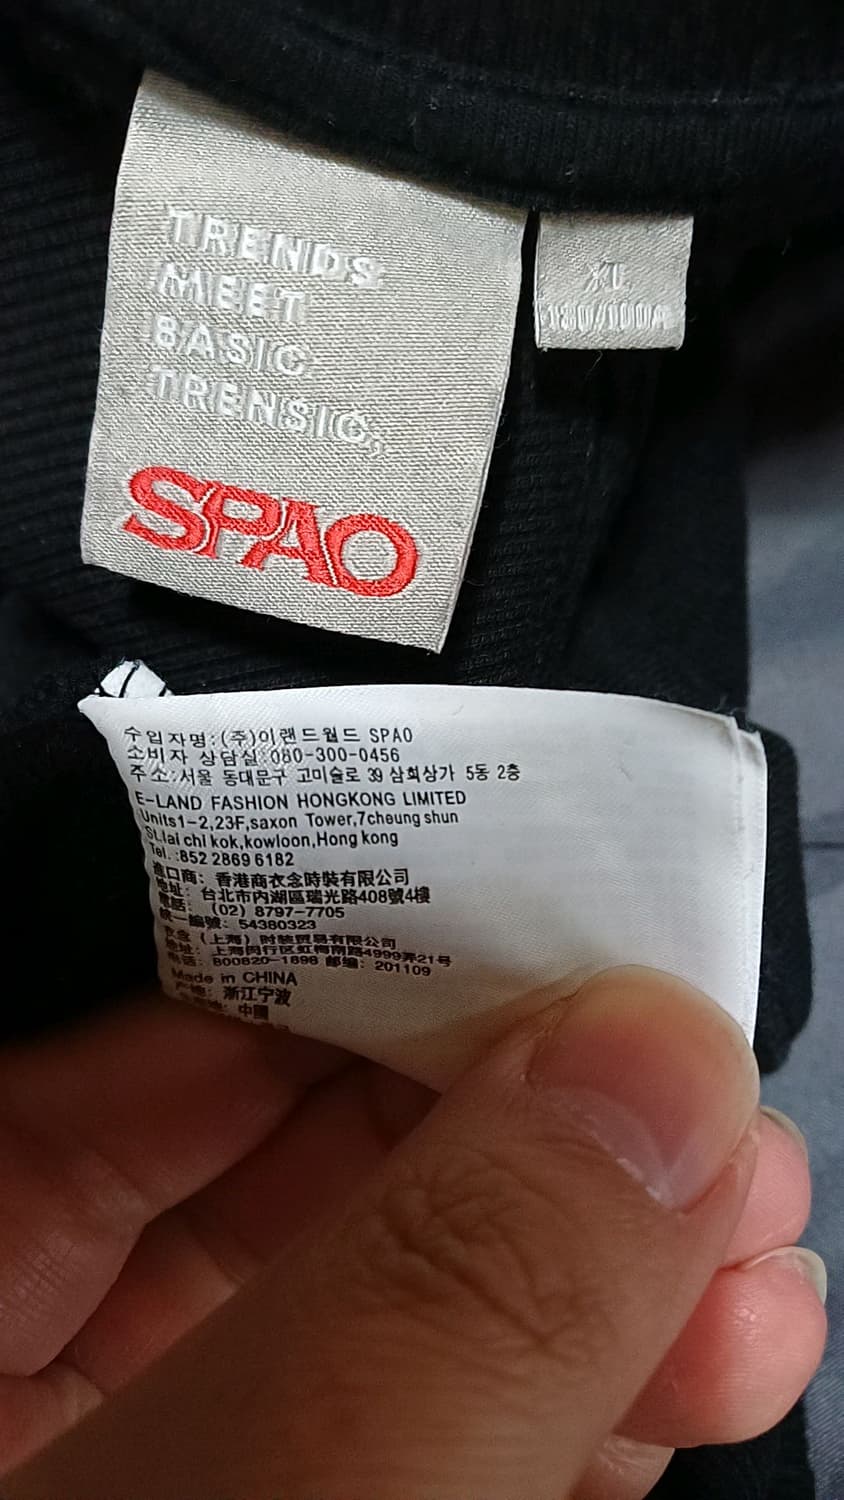 TRENDS
MEET
BASIC
TRENSIC,
SPAO
XL
수입자명:(주)이랜드월드 SPAO
소비자 상담실:080-300-0456
주소:서울 동대문구 고미술로 39 삼희상가 5동 2층
E-LAND FASHION HONGKONG LIMITED
Units1-2,23F,saxon Tower,7cheung shun
St.lai chi kok,kowloon,Hong kong
Tel.:852 2869 6182
進口商: 香港商衣念時裝有限公司
地址: 台北市內湖區瑞光路408號4樓
電話: (02) 8797-7705
統一編號: 54380323
衣念(上海)时装贸易有限公司
地址: 上海闵行区虹梅南路4999弄21号
电话: 800820-1898 邮编: 201109
Made in CHINA
产地: 浙江宁波
中國